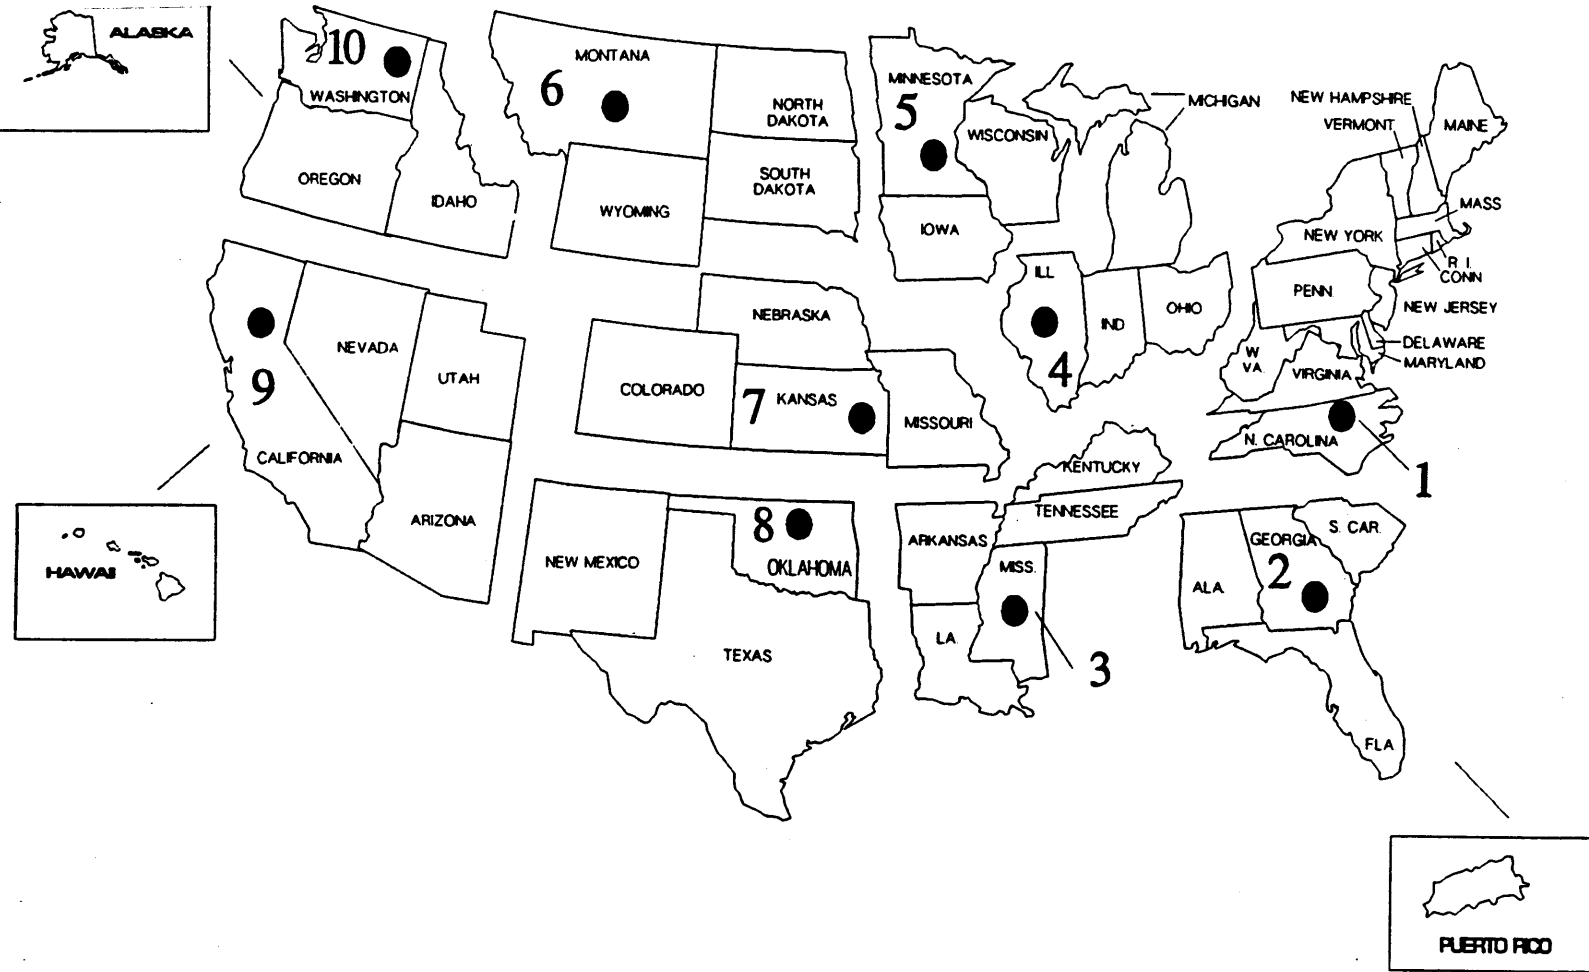 ALASKA
10
WASHINGTON
MONTANA
6
NORTH
DAKOTA
MINNESOTA
5
WISCONSIN
MICHIGAN
NEW HAMPSHIRE
VERMONT
MAINE
OREGON
IDAHO
WYOMING
SOUTH
DAKOTA
IOWA
MASS
NEW YORK
R I.
CONN
PENN
NEW JERSEY
DELAWARE
MARYLAND
ILL
4
IND
OHIO
W
VA.
VIRGINIA
9
NEVADA
UTAH
NEBRASKA
COLORADO
7
KANSAS
MISSOURI
CALIFORNIA
N. CAROLINA
1
KENTUCKY
TENNESSEE
ARIZONA
HAWAII
NEW MEXICO
8
OKLAHOMA
ARKANSAS
MISS.
GEORGIA
2
S. CAR.
ALA.
LA.
3
TEXAS
FLA.
PUERTO RICO